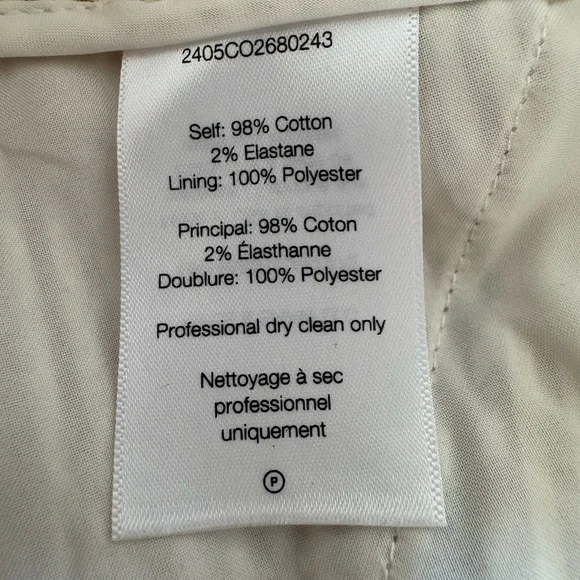 2405CO2680243
Self: 98% Cotton
2% Elastane
Lining: 100% Polyester
Principal: 98% Coton
2% Élasthanne
Doublure: 100% Polyester
Professional dry clean only
Nettoyage à sec
professionnel
uniquement
P